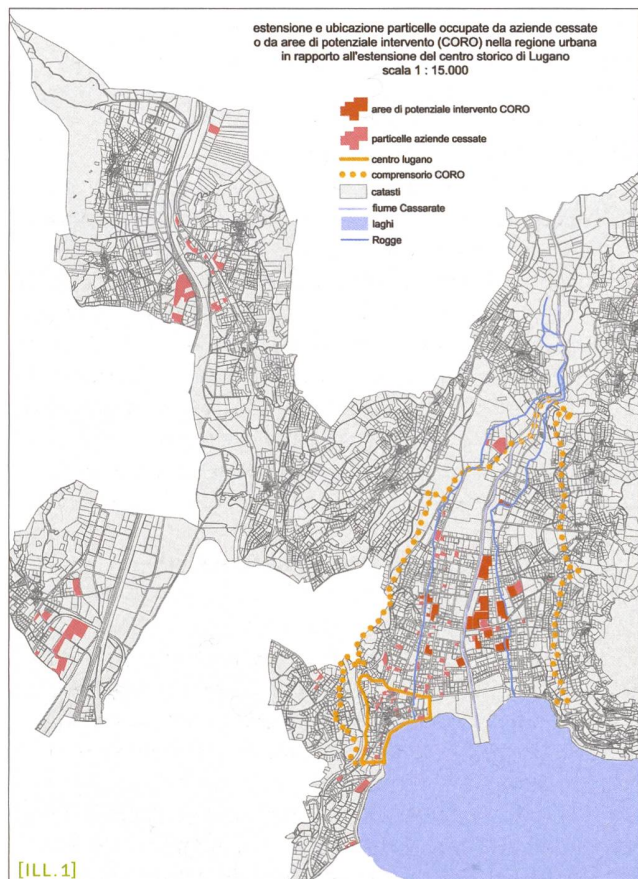 estensione e ubicazione particelle occupate da aziende cessate
o da aree di potenziale intervento (CORO) nella regione urbana
in rapporto all'estensione del centro storico di Lugano
scala 1 : 15.000
aree di potenziale intervento CORO
particelle aziende cessate
centro lugano
comprensorio CORO
catasti
fiume Cassarate
laghi
Rogge
[ILL.1]